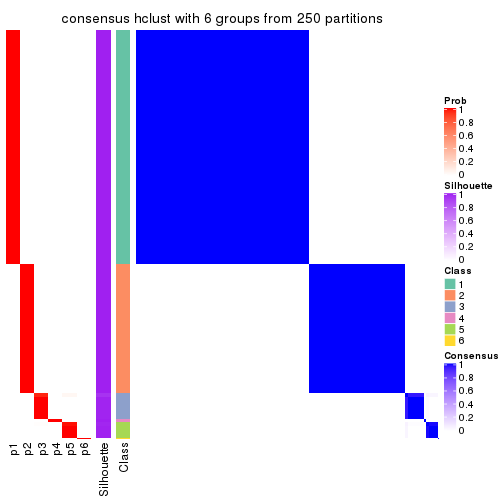 consensus hclust with 6 groups from 250 partitions
Prob
1
0.8
0.6
0.4
0.2
0
Silhouette
1
0.8
0.6
0.4
0.2
0
Class
1
2
3
4
5
6
Consensus
1
0.8
0.6
0.4
0.2
0
p1
p2
p3
p4
p5
p6
Silhouette
Class